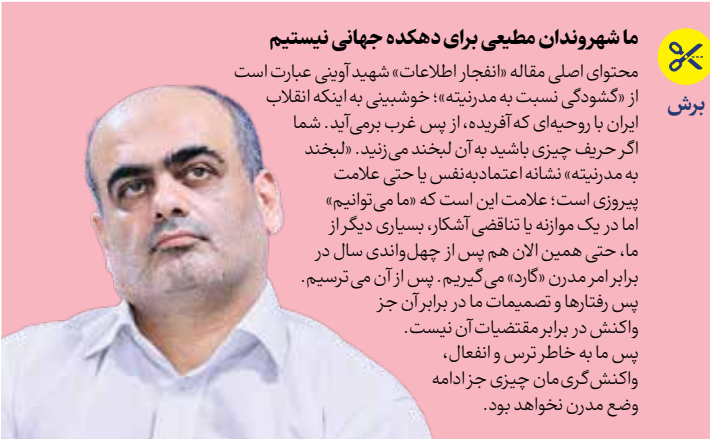 ما شهروندان مطیعی برای دهکده جهانی نیستیم
برش
محتوای اصلی مقاله «انفجار اطلاعات» شهید آوینی عبارت است
از «گشودگی نسبت به مدرنیته»؛ خوشبینی به اینکه انقلاب
ایران با روحیه‌ای که آفریده، از پس غرب برمی‌آید. شما
اگر حریف چیزی باشید به آن لبخند می‌زنید. «لبخند
به مدرنیته» نشانه اعتمادبه‌نفس یا حتی علامت
پیروزی است؛ علامت این است که «ما می‌توانیم»
اما در یک موازنه یا تناقضی آشکار، بسیاری دیگر از
ما، حتی همین الان هم پس از چهل‌واندی سال در
برابر امر مدرن «گارد» می‌گیریم. پس از آن می‌ترسیم.
پس رفتارها و تصمیمات ما در برابر آن جز
واکنش در برابر مقتضیات آن نیست.
پس ما به خاطر ترس و انفعال،
واکنش‌گری‌مان چیزی جز ادامه
وضع مدرن نخواهد بود.